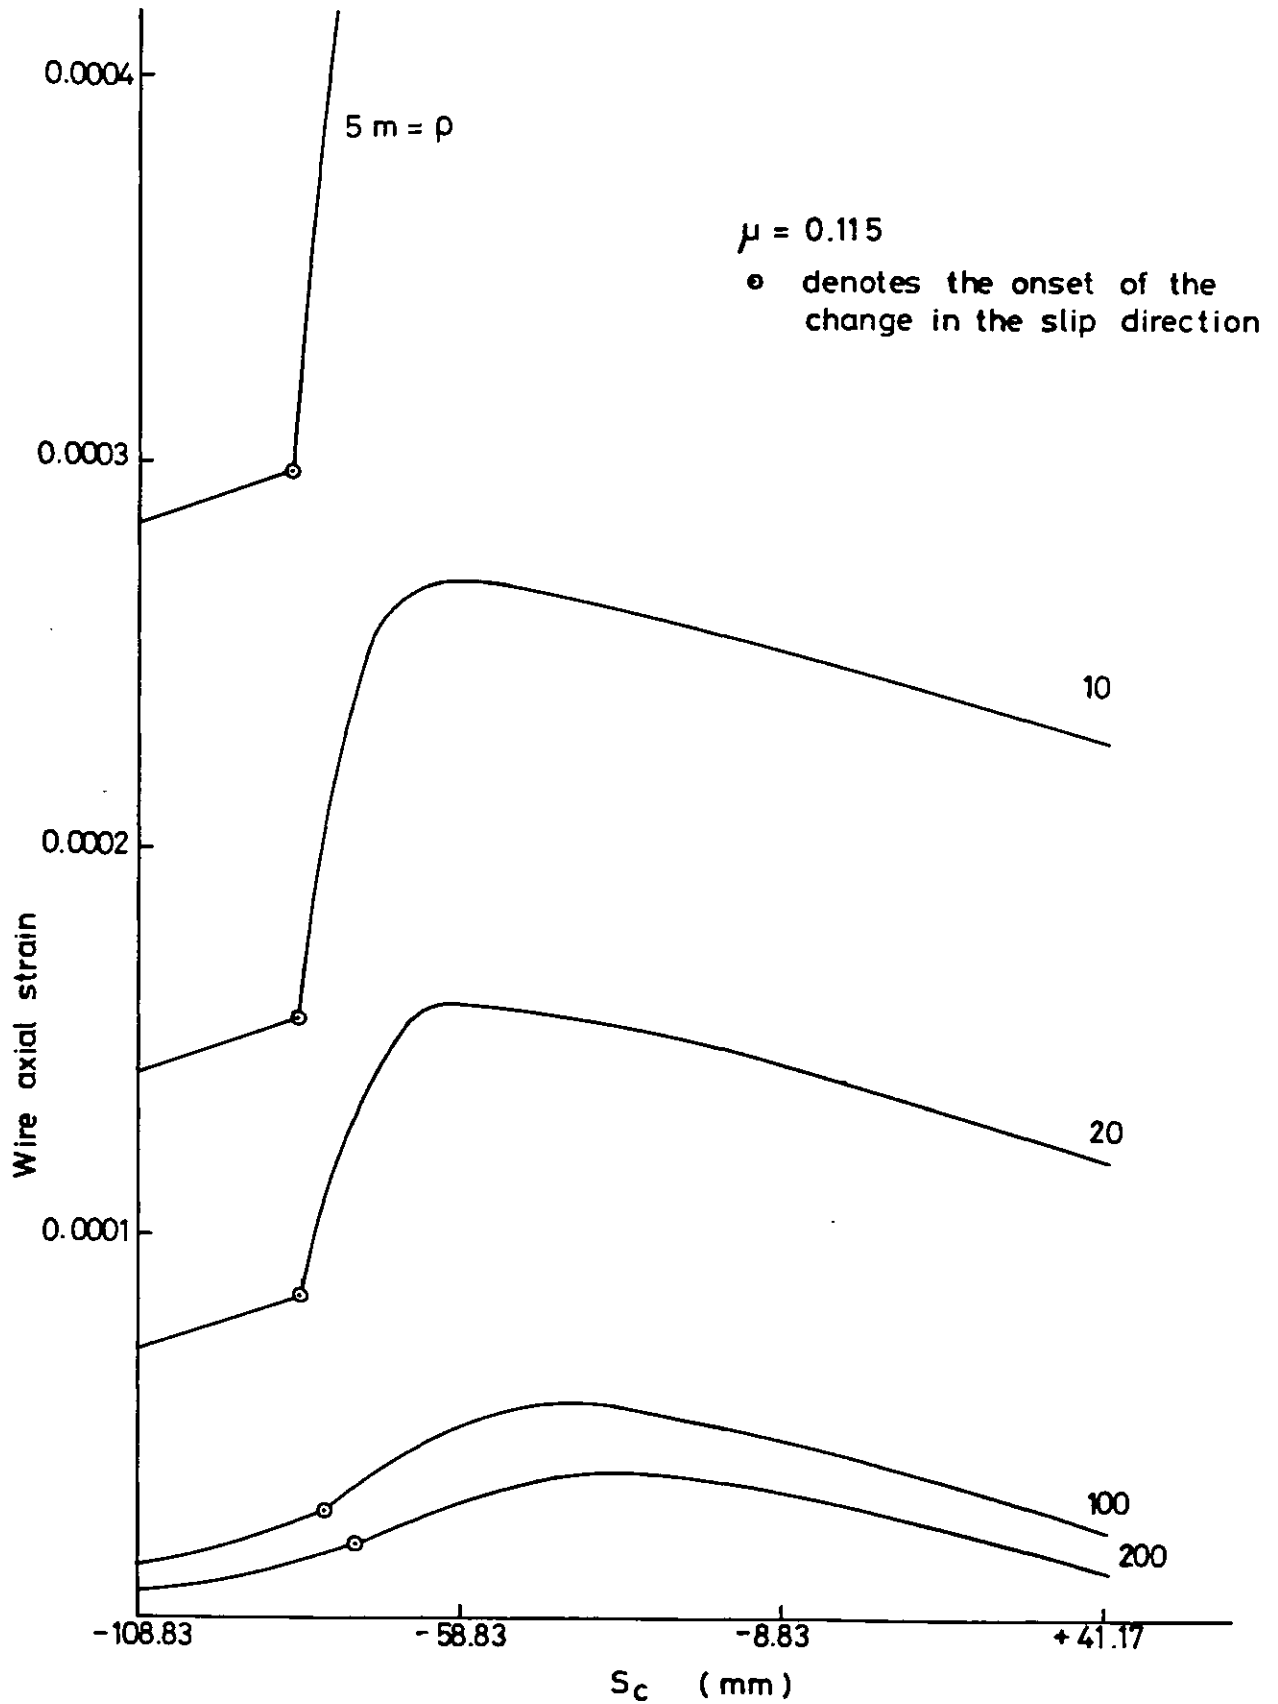 0.0004
5 m = ρ
μ = 0.115
⊙ denotes the onset of the
change in the slip direction
0.0003
10
0.0002
Wire axial strain
20
0.0001
100
200
-108.83 -58.83 -8.83 +41.17
Sc (mm)